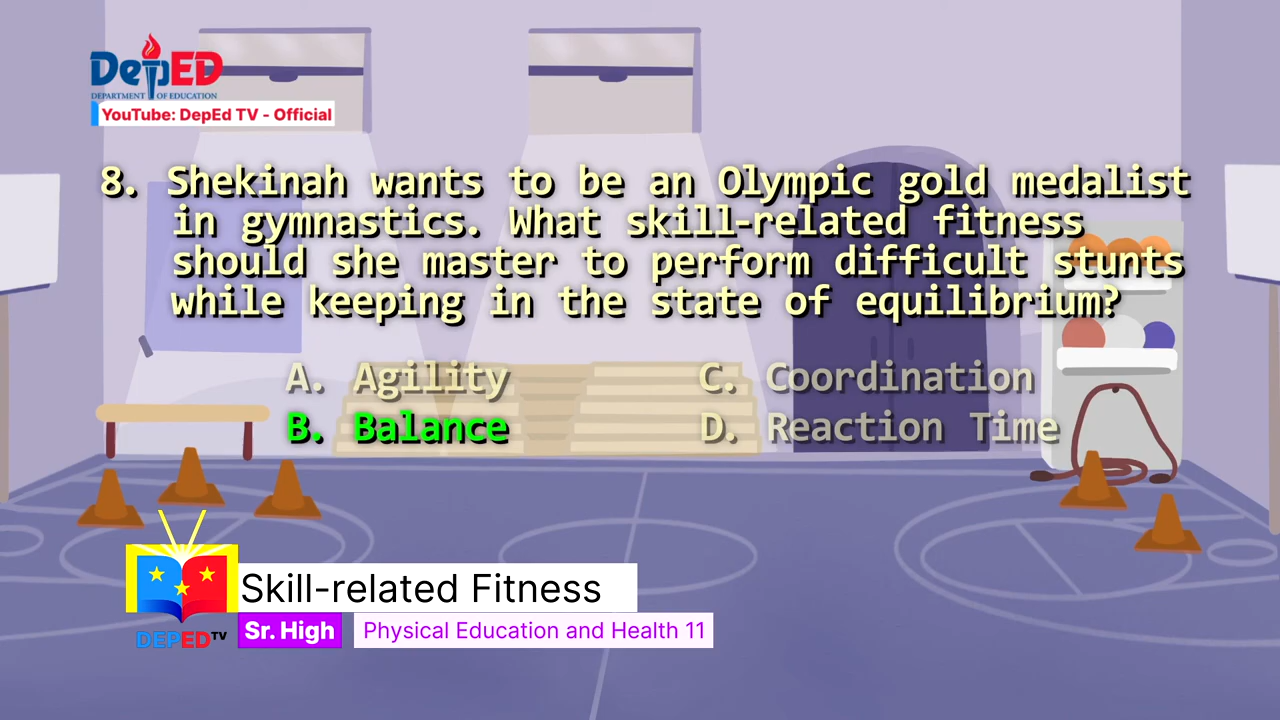 DepED
DEPARTMENT OF EDUCATION
YouTube: DepEd TV - Official
8. Shekinah wants to be an Olympic gold medalist
in gymnastics. What skill-related fitness
should she master to perform difficult stunts
while keeping in the state of equilibrium?
A. Agility
B. Balance
C. Coordination
D. Reaction Time
Skill-related Fitness
DEPED TV
Sr. High
Physical Education and Health 11